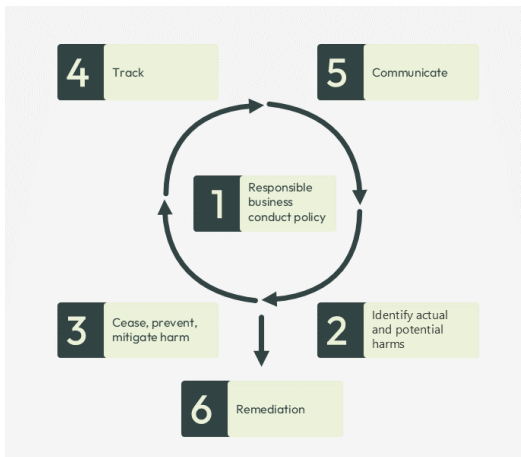 4
Track
5
Communicate
1
Responsible
business
conduct policy
3
Cease, prevent,
mitigate harm
2
Identify actual
and potential
harms
6
Remediation